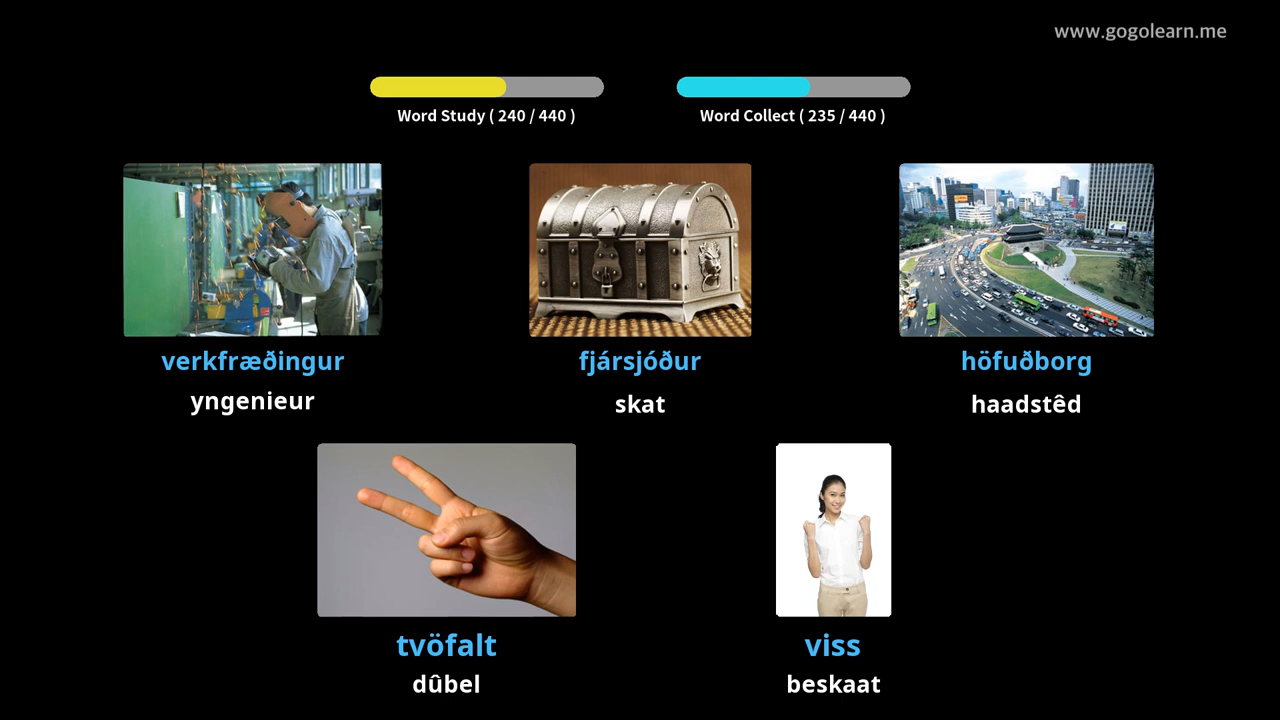 www.gogolearn.me
Word Study ( 240 / 440 )
Word Collect ( 235 / 440 )
verkfræðingur
yngenieur
fjársjóður
skat
höfuðborg
haadstêd
tvöfalt
dûbel
viss
beskaat